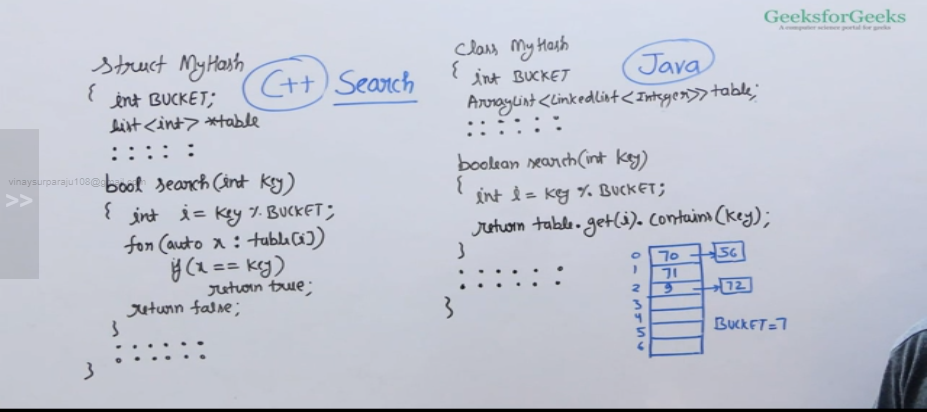 GeeksforGeeks
A computer science portal for geeks
Struct MyHash
{ int BUCKET;
list<int> *table
bool search(int key)
{ int i = key % BUCKET;
for(auto x : table[i])
if(x == key)
return true;
return false;
}
}
C++
Search
Class MyHash
{ int BUCKET
ArrayList<LinkedList<Integer>> table;
boolean search(int key)
{
int i = key % BUCKET;
return table.get(i).contains(key);
}
}
Java
0 70 56
1 71
2 9 72
3
4
5
6
BUCKET=7
>>